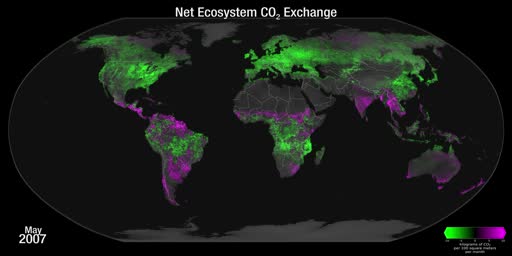 Net Ecosystem CO₂ Exchange
May
2007
kilograms of CO₂
per 100 square meters
per month